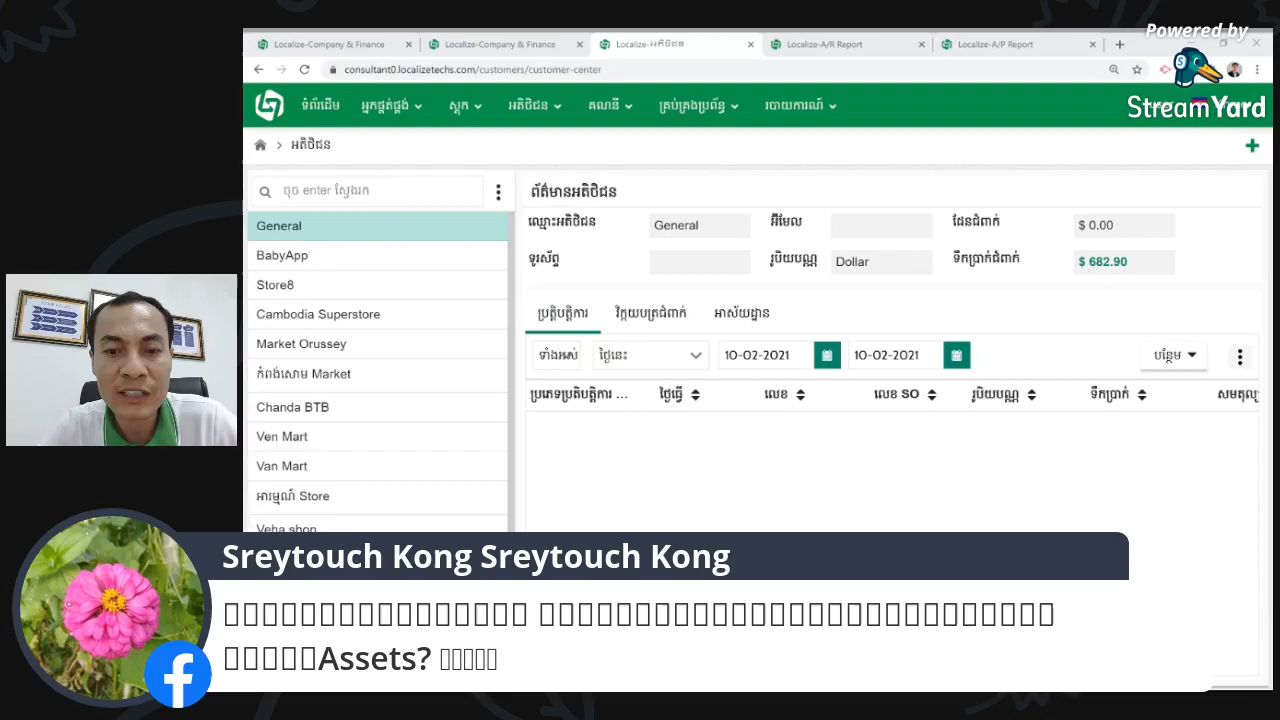 Powered by
StreamYard
Localize-Company & Finance
Localize-Company & Finance
Localize-អតិថិជន
Localize-A/R Report
Localize-A/P Report
consultant0.localizetechs.com/customers/customer-center
ទំព័រដើម
អ្នកផ្គត់ផ្គង់
ស្តុក
អតិថិជន
គណនី
គ្រប់គ្រងប្រព័ន្ធ
របាយការណ៍
អតិថិជន
ចុច enter ស្វែងរក
General
BabyApp
Store8
Cambodia Superstore
Market Orussey
កំពង់សោម Market
Chanda BTB
Ven Mart
Van Mart
អារម្មណ៍ Store
Veha shop
ព័ត៌មានអតិថិជន
ឈ្មោះអតិថិជន General អ៊ីមែល ដែនជំពាក់ $ 0.00
ទូរស័ព្ទ រូបិយបណ្ណ Dollar ទឹកប្រាក់ជំពាក់ $ 682.90
ប្រតិបត្តិការ វិក្កយបត្រជំពាក់ អាស័យដ្ឋាន
ទាំងអស់ ថ្ងៃនេះ 10-02-2021 10-02-2021 បន្ថែម
ប្រភេទប្រតិបត្តិការ ... ថ្ងៃធ្វើ លេខ លេខ SO រូបិយបណ្ណ ទឹកប្រាក់
Sreytouch Kong Sreytouch Kong
Assets?